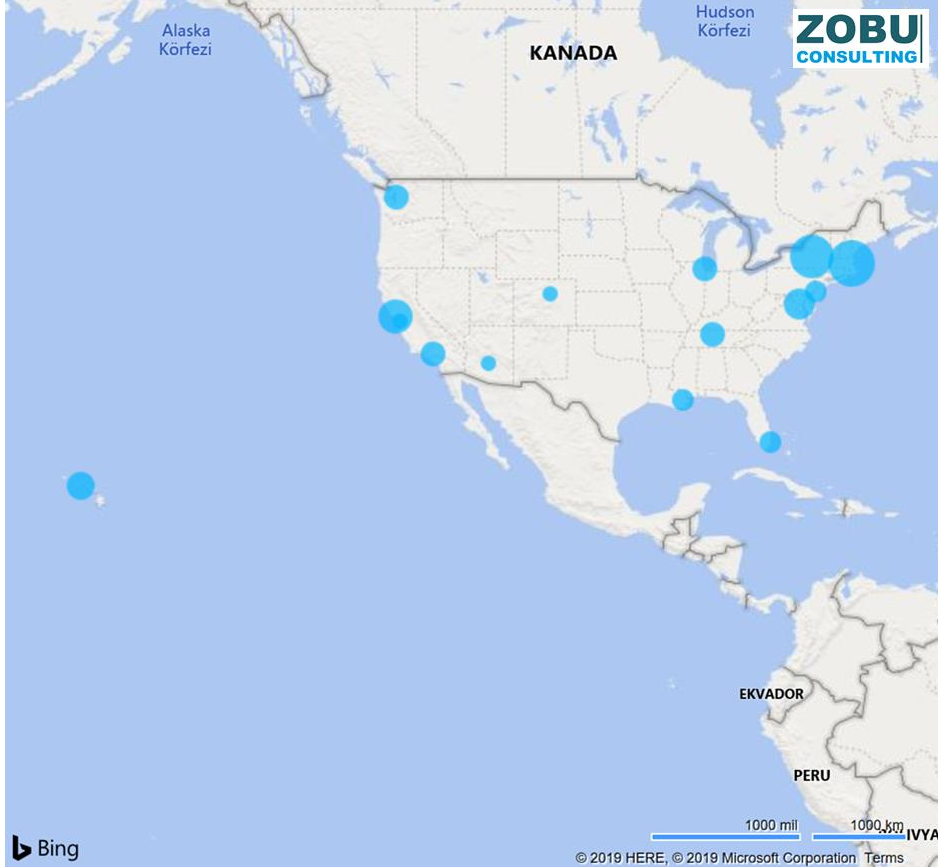 Alaska
Körfezi
Hudson
Körfezi
ZOBU
CONSULTING
KANADA
EKVADOR
PERU
1000 mil
1000 km
Bing
© 2019 HERE, © 2019 Microsoft Corporation Terms